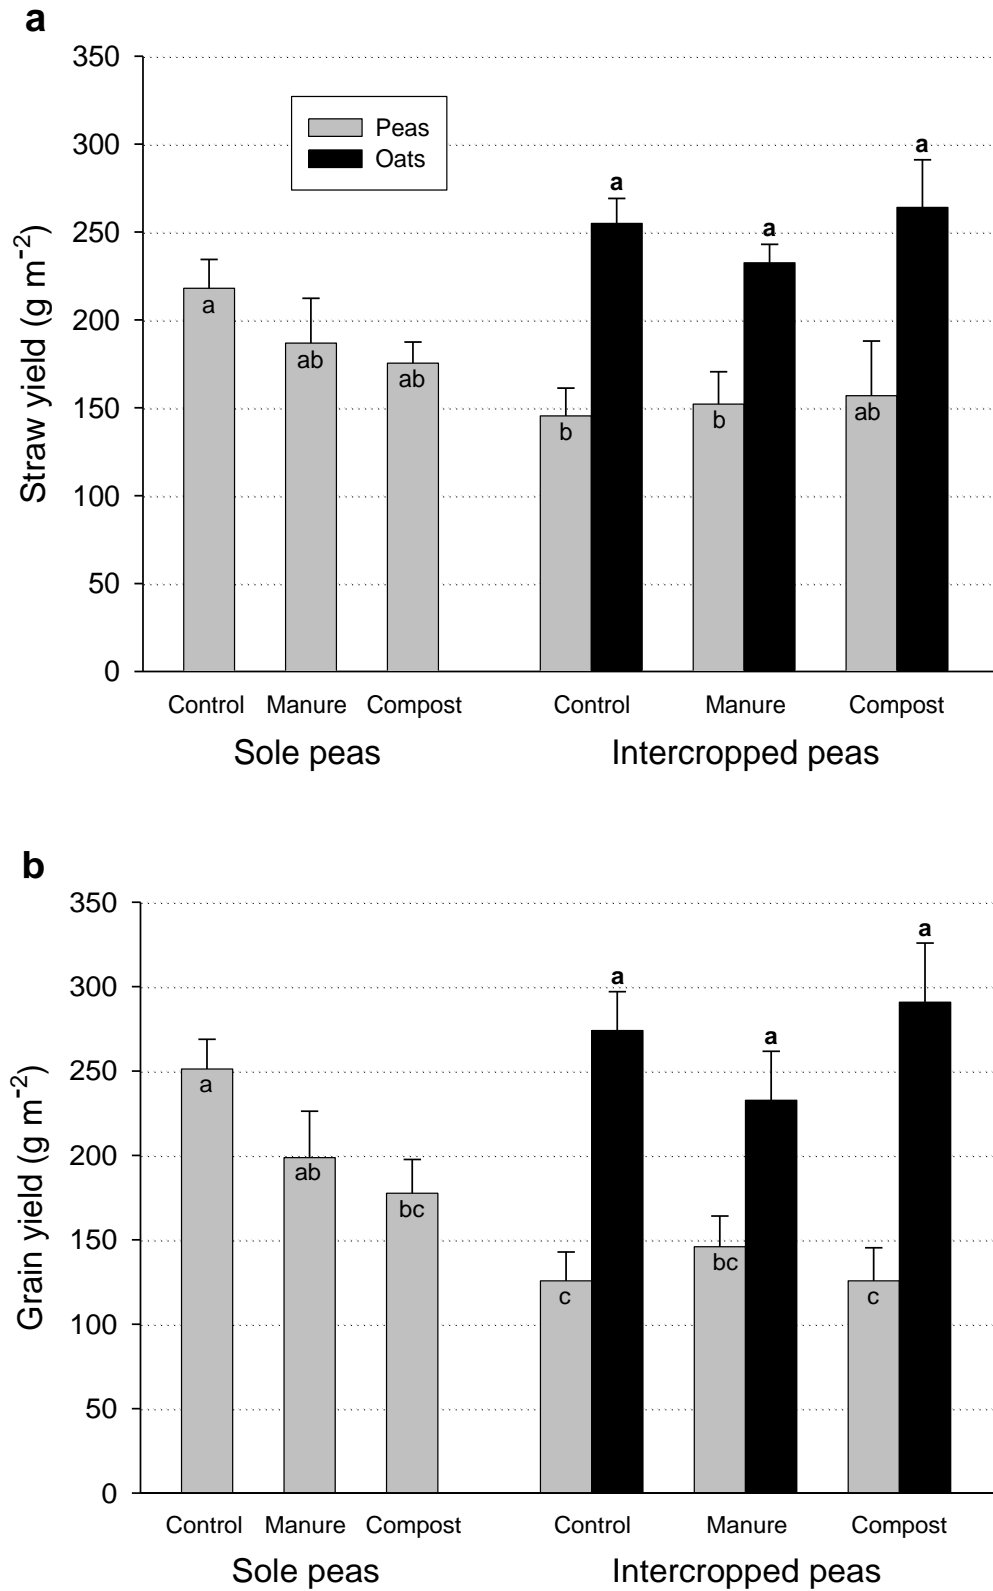 a
350
300
250
200
150
100
50
0
Straw yield (g m-2)
Peas
Oats
a
ab
ab
b
a
b
a
ab
a
Control Manure Compost Control Manure Compost
Sole peas Intercropped peas
b
350
300
250
200
150
100
50
0
Grain yield (g m-2)
a
ab
bc
c
a
bc
a
c
a
Control Manure Compost Control Manure Compost
Sole peas Intercropped peas